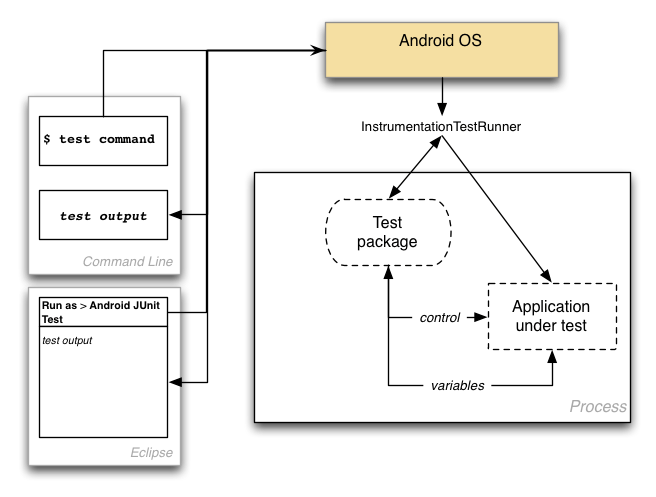 Android OS
InstrumentationTestRunner
$ test command
test output
Command Line
Run as > Android JUnit
Test
test output
Eclipse
Test
package
control
Application
under test
variables
Process